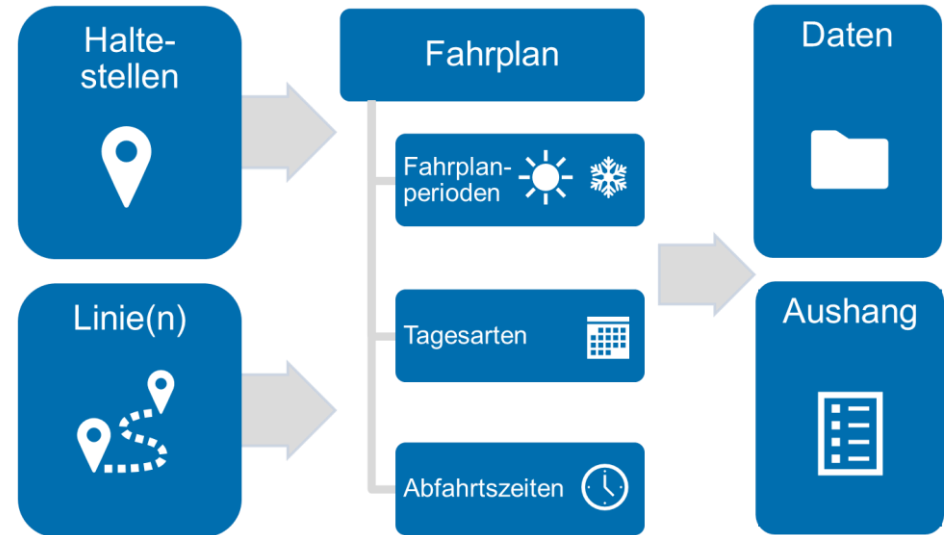 Halte-
stellen
Linie(n)
Fahrplan
Fahrplan-
perioden
Tagesarten
Abfahrtszeiten
Daten
Aushang